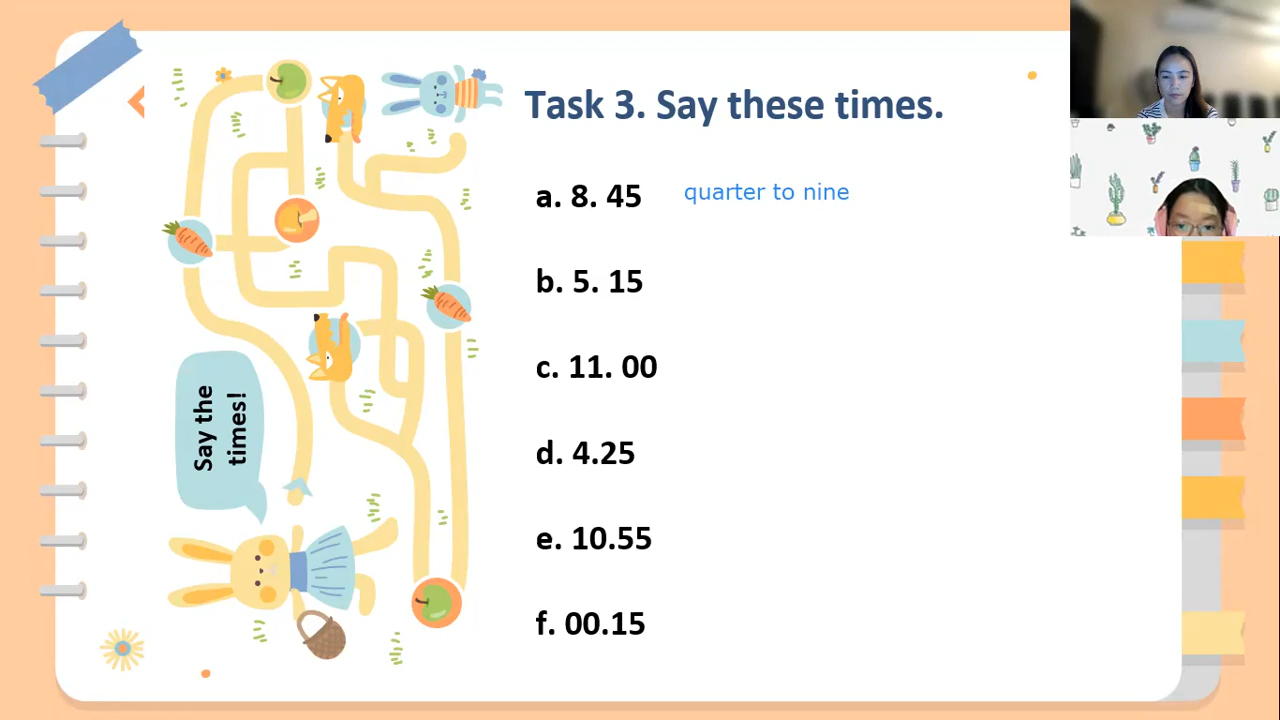 Task 3. Say these times.
a. 8. 45 quarter to nine
b. 5. 15
c. 11. 00
d. 4.25
e. 10.55
f. 00.15
Say the
times!